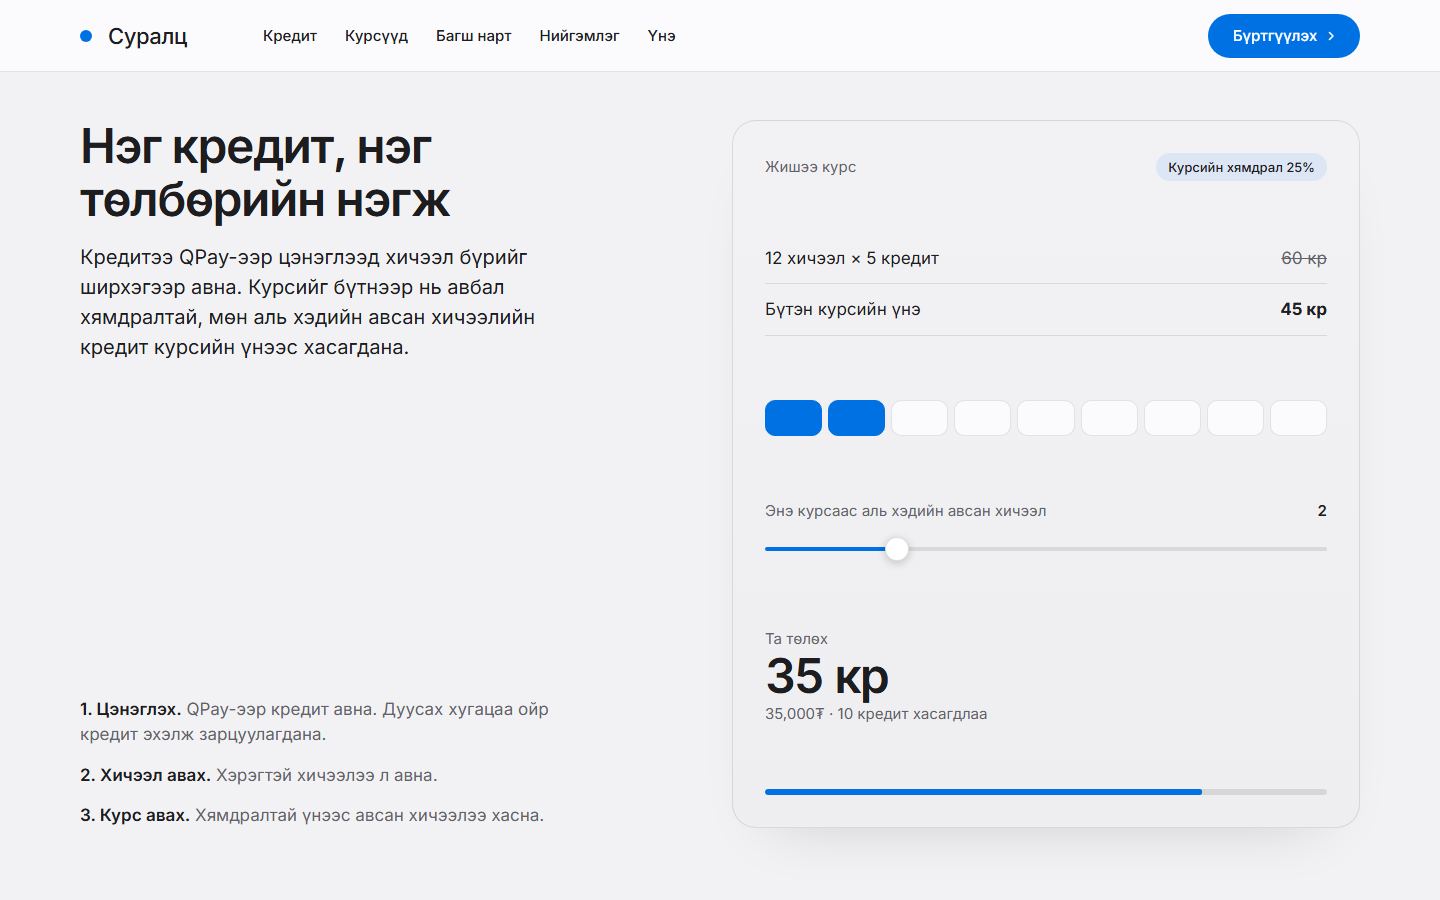 Суралц
Кредит
Курсүүд
Багш нарт
Нийгэмлэг
Үнэ
Бүртгүүлэх
Нэг кредит, нэг
төлбөрийн нэгж
Кредитээ QPay-ээр цэнэглээд хичээл бүрийг
ширхэгээр авна. Курсийг бүтнээр нь авбал
хямдралтай, мөн аль хэдийн авсан хичээлийн
кредит курсийн үнээс хасагдана.
1. Цэнэглэх. QPay-ээр кредит авна. Дуусах хугацаа ойр
кредит эхэлж зарцуулагдана.
2. Хичээл авах. Хэрэгтэй хичээлээ л авна.
3. Курс авах. Хямдралтай үнээс авсан хичээлээ хасна.
Жишээ курс
Курсийн хямдрал 25%
12 хичээл × 5 кредит
60 кр
Бүтэн курсийн үнэ
45 кр
Энэ курсаас аль хэдийн авсан хичээл
2
Та төлөх
35 кр
35,000₮ · 10 кредит хасагдлаа